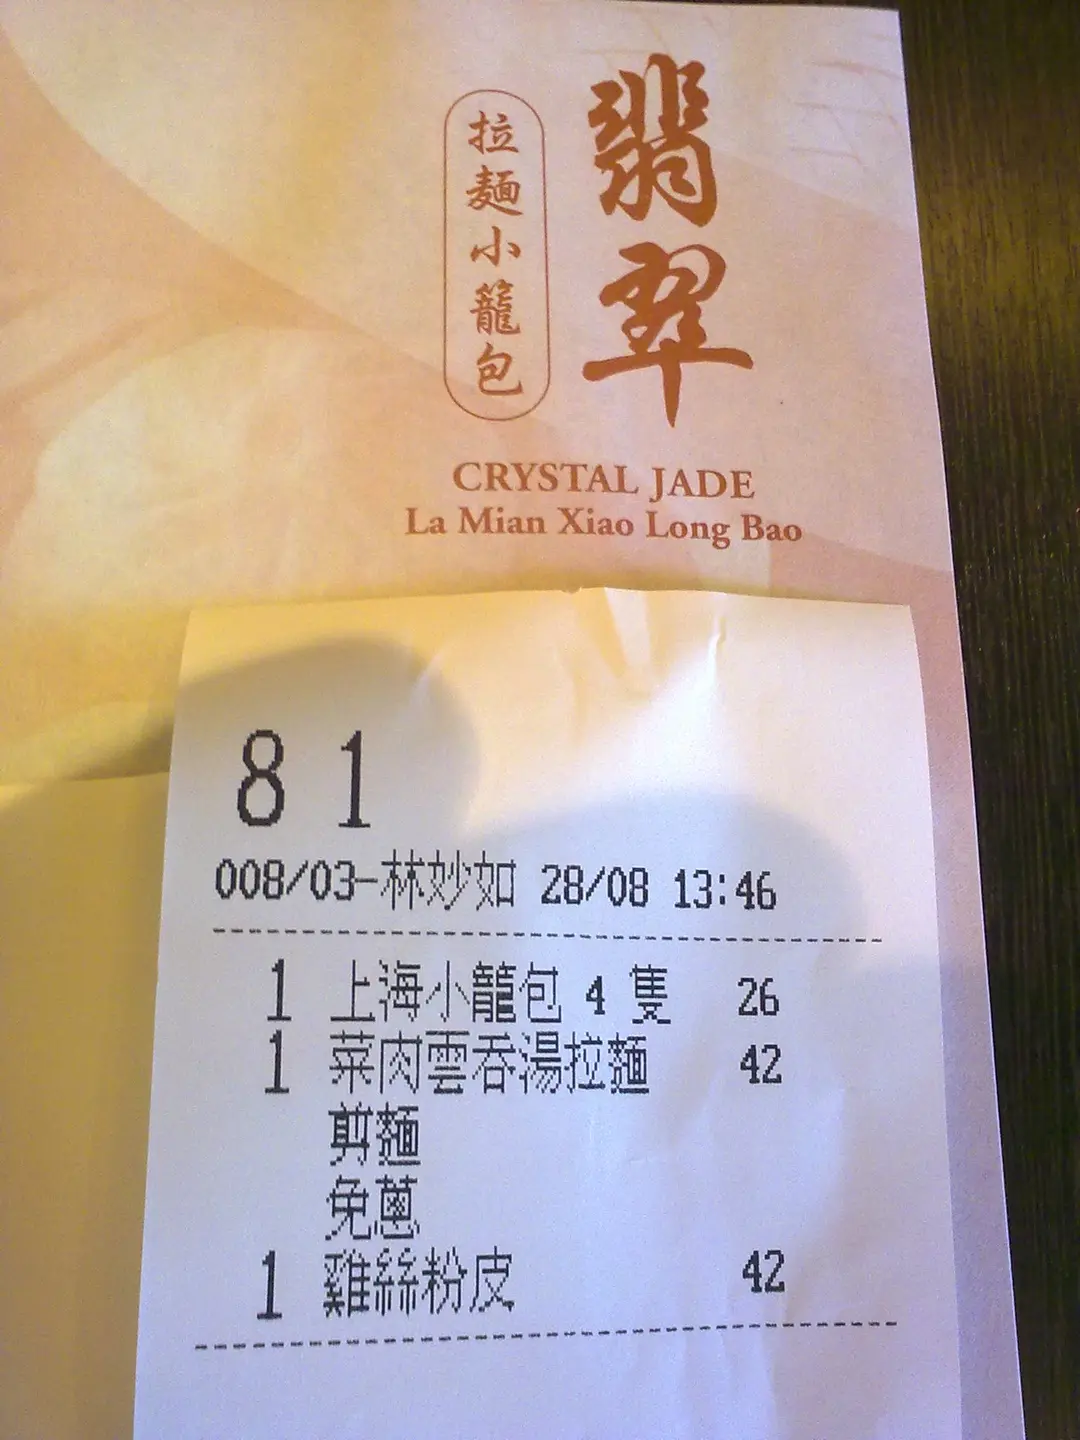 翡翠
拉麵小籠包
CRYSTAL JADE
La Mian Xiao Long Bao
81
008/03-林妙如 28/08 13:46
1 上海小籠包 4 隻 26
1 菜肉雲吞湯拉麵 42
剪麵
免蔥
1 雞絲粉皮 42